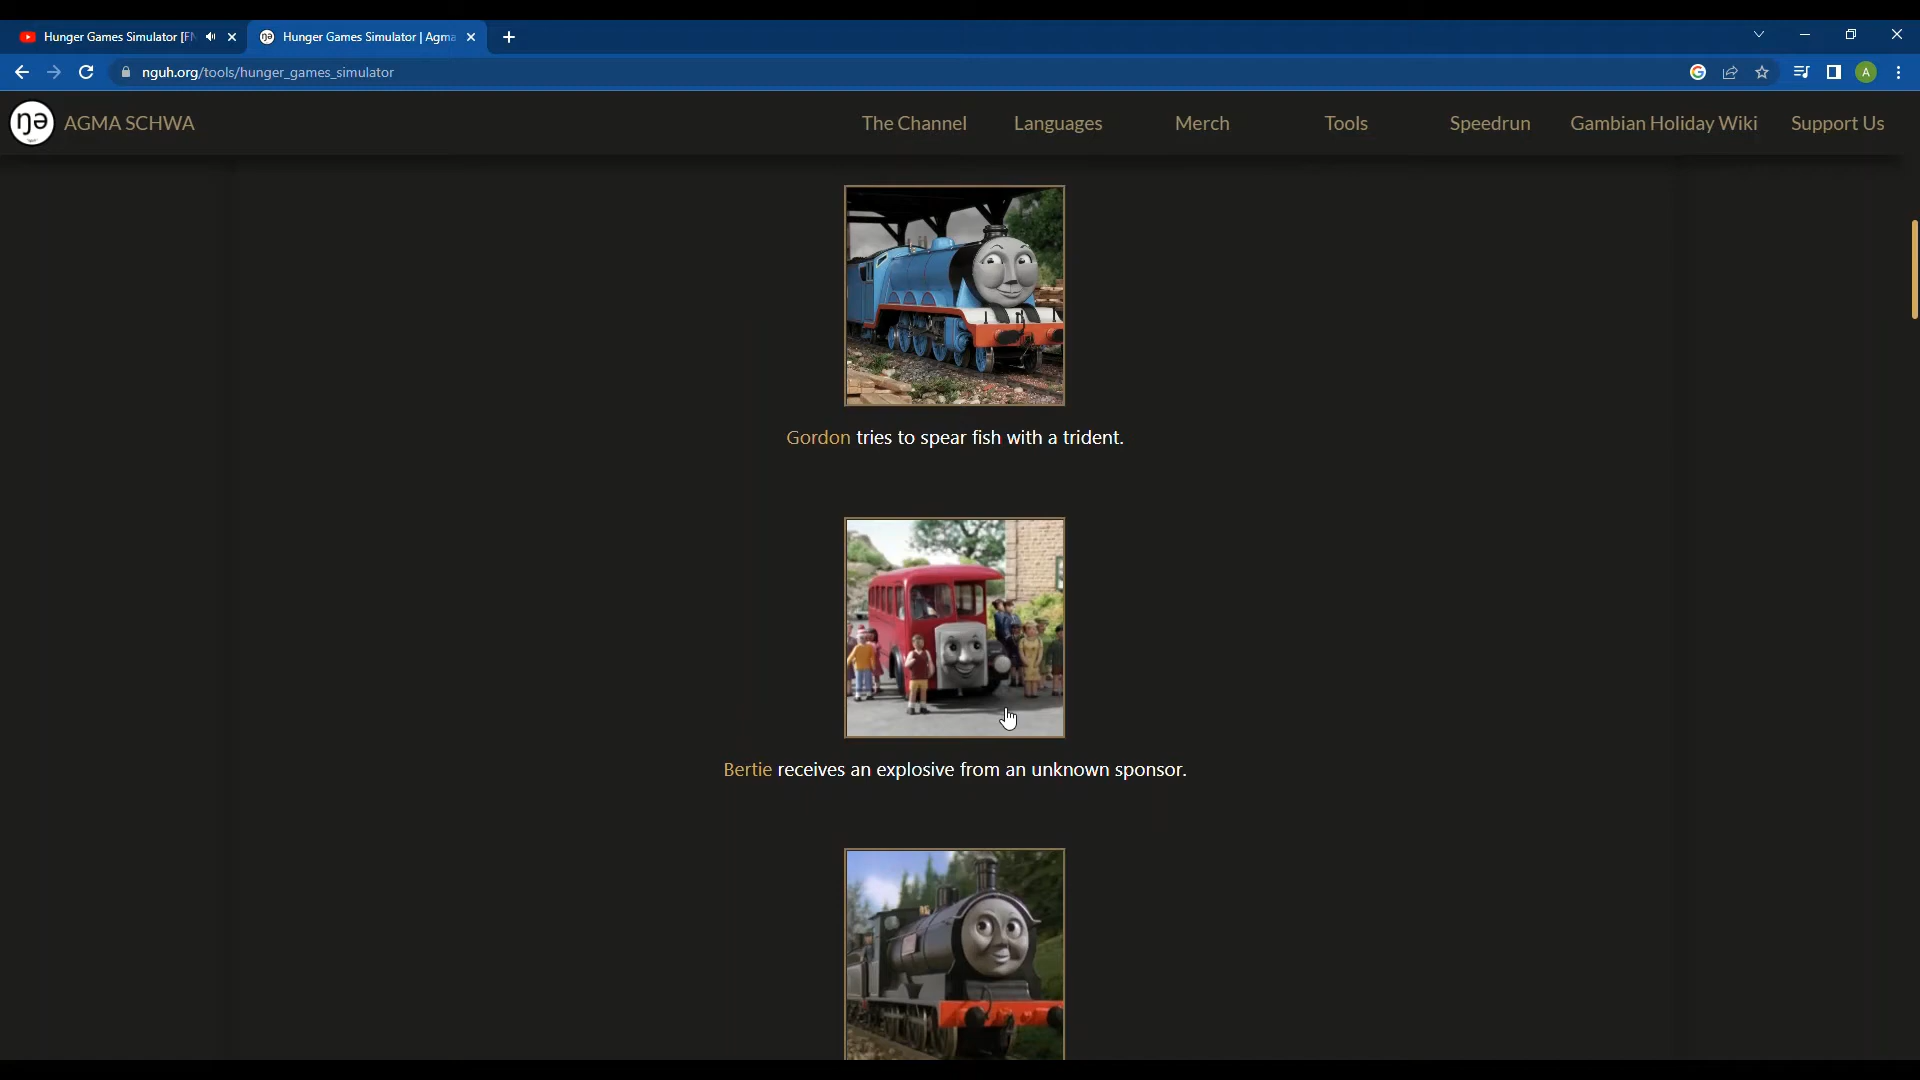 Hunger Games Simulator [FN
Hunger Games Simulator | Agma
nguh.org/tools/hunger_games_simulator
A
ŋə
AGMA SCHWA
The Channel
Languages
Merch
Tools
Speedrun
Gambian Holiday Wiki
Support Us
Gordon tries to spear fish with a trident.
Bertie receives an explosive from an unknown sponsor.